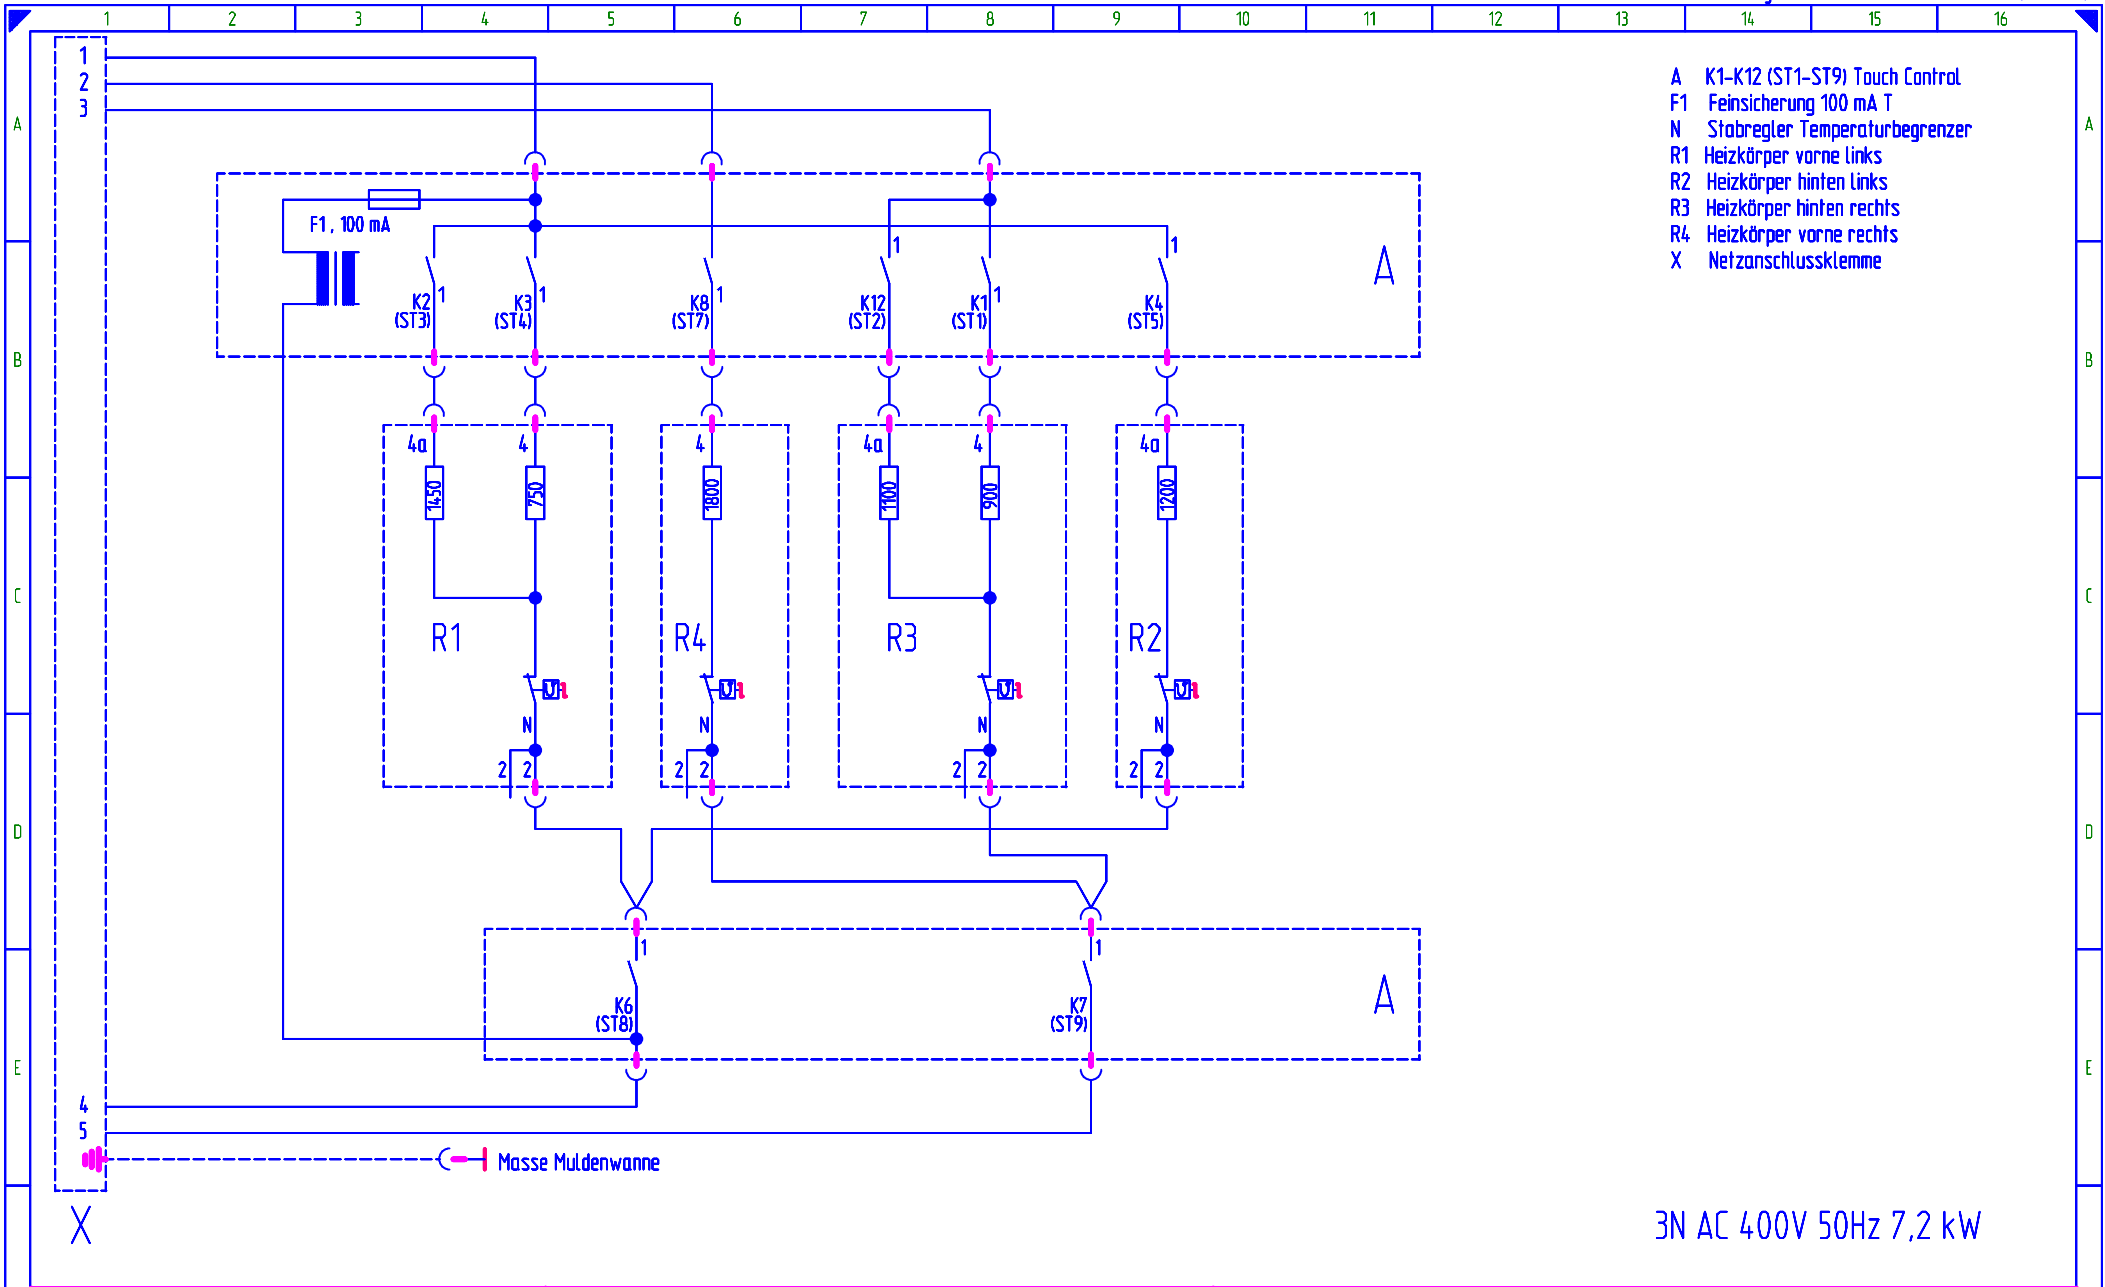 1 2 3 4 5 6 7 8 9 10 11 12 13 14 15 16
1
2
3
A
A
A K1-K12 (ST1-ST9) Touch Control
F1 Feinsicherung 100 mA T
N Stabregler Temperaturbegrenzer
R1 Heizkörper vorne links
R2 Heizkörper hinten links
R3 Heizkörper hinten rechts
R4 Heizkörper vorne rechts
X Netzanschlussklemme
F1, 100 mA
1 1
A
1 1 1 1
K2 K3 K8 K12 K1 K4
(ST3) (ST4) (ST7) (ST2) (ST1) (ST5)
B
B
4a 4 4 4a 4 4a
1450 750 1800 1100 900 1200
C
C
R1 R4 R3 R2
N N N N
2 2 2 2 2 2 2 2
D
D
1 1
A
K6 K7
(ST8) (ST9)
E
E
4
5
Masse Muldenwanne
X
3N AC 400V 50Hz 7,2 kW